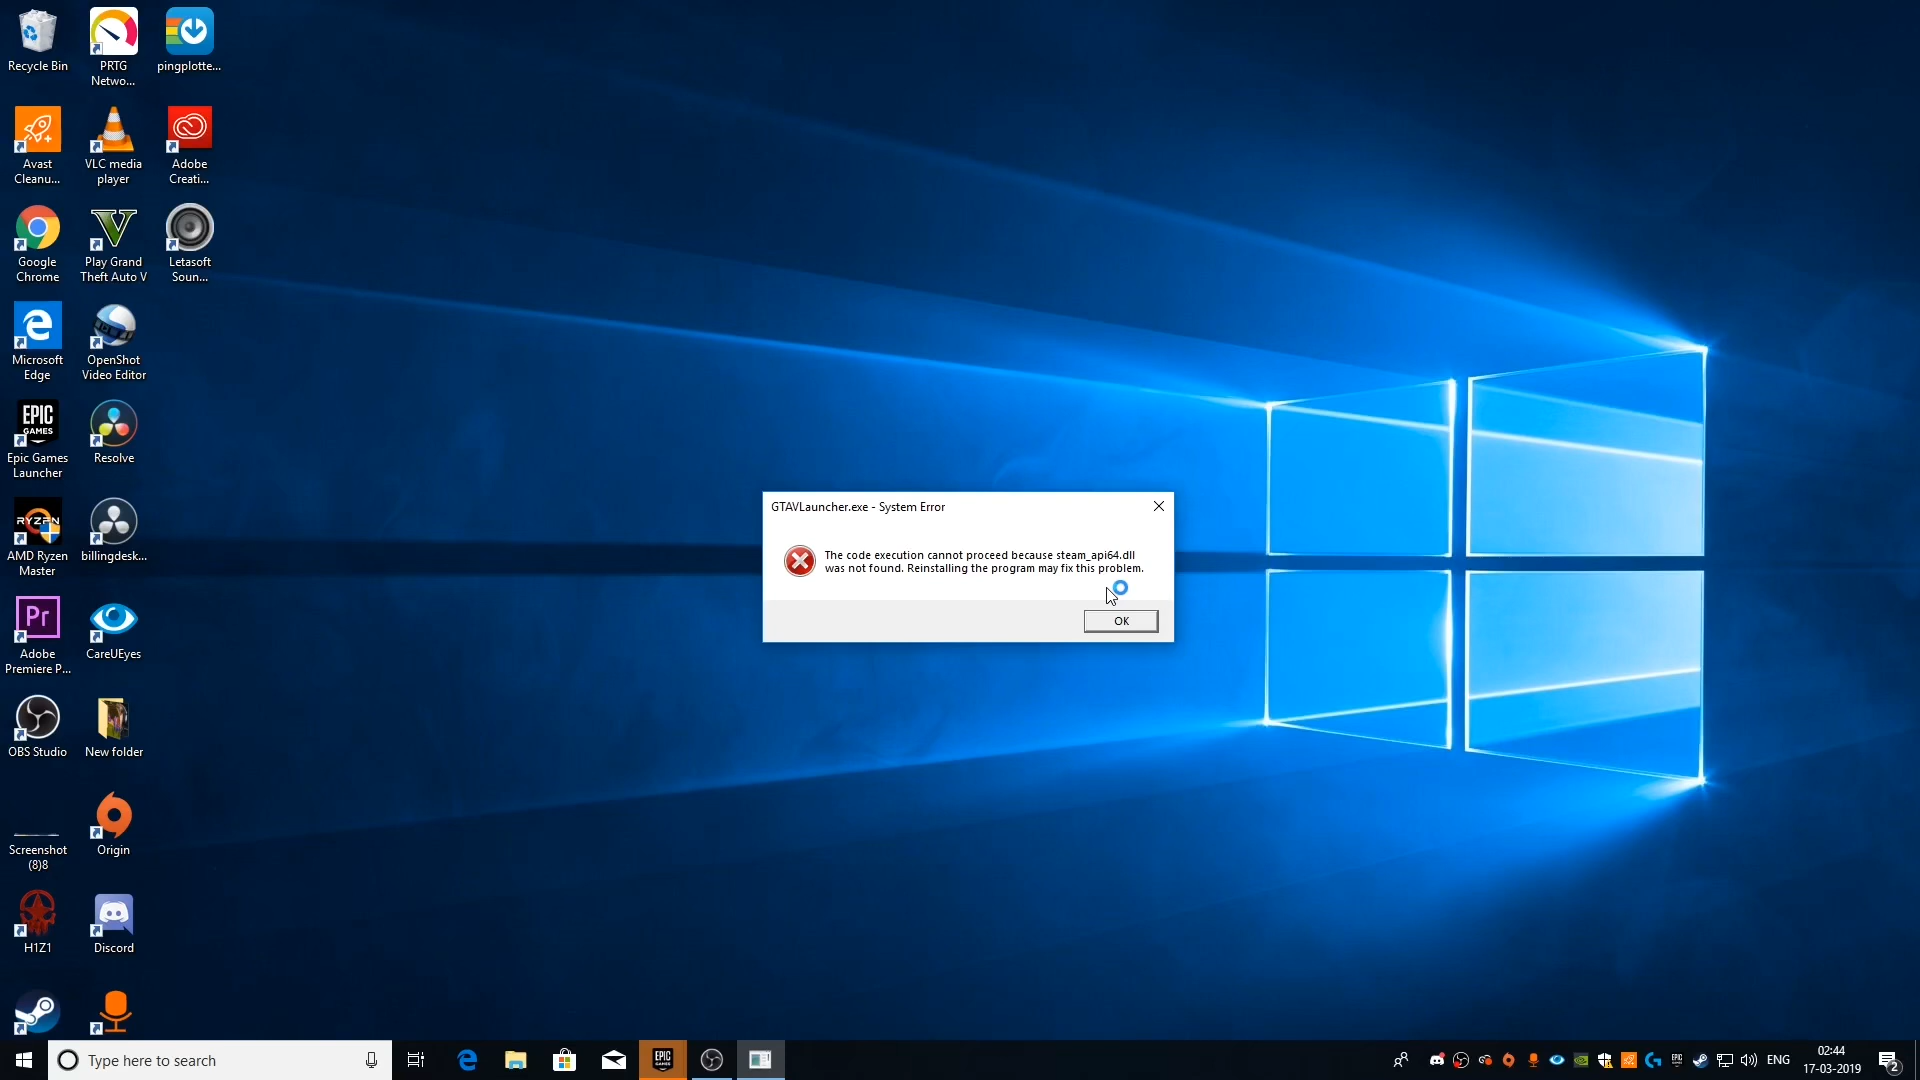 Recycle Bin
PRTG
Netwo...
pingplotte...
Avast
Cleanu...
VLC media
player
Adobe
Creati...
Google
Chrome
Play Grand
Theft Auto V
Letasoft
Soun...
Microsoft
Edge
OpenShot
Video Editor
EPIC
GAMES
Epic Games
Launcher
Resolve
RYZEN
AMD Ryzen
Master
billingdesk...
Pr
Adobe
Premiere P...
CareUEyes
OBS Studio
New folder
Screenshot
(8)8
Origin
H1Z1
Discord
GTAVLauncher.exe - System Error
The code execution cannot proceed because steam_api64.dll
was not found. Reinstalling the program may fix this problem.
OK
Type here to search
EPIC
GAMES
ENG
02:44
17-03-2019
2